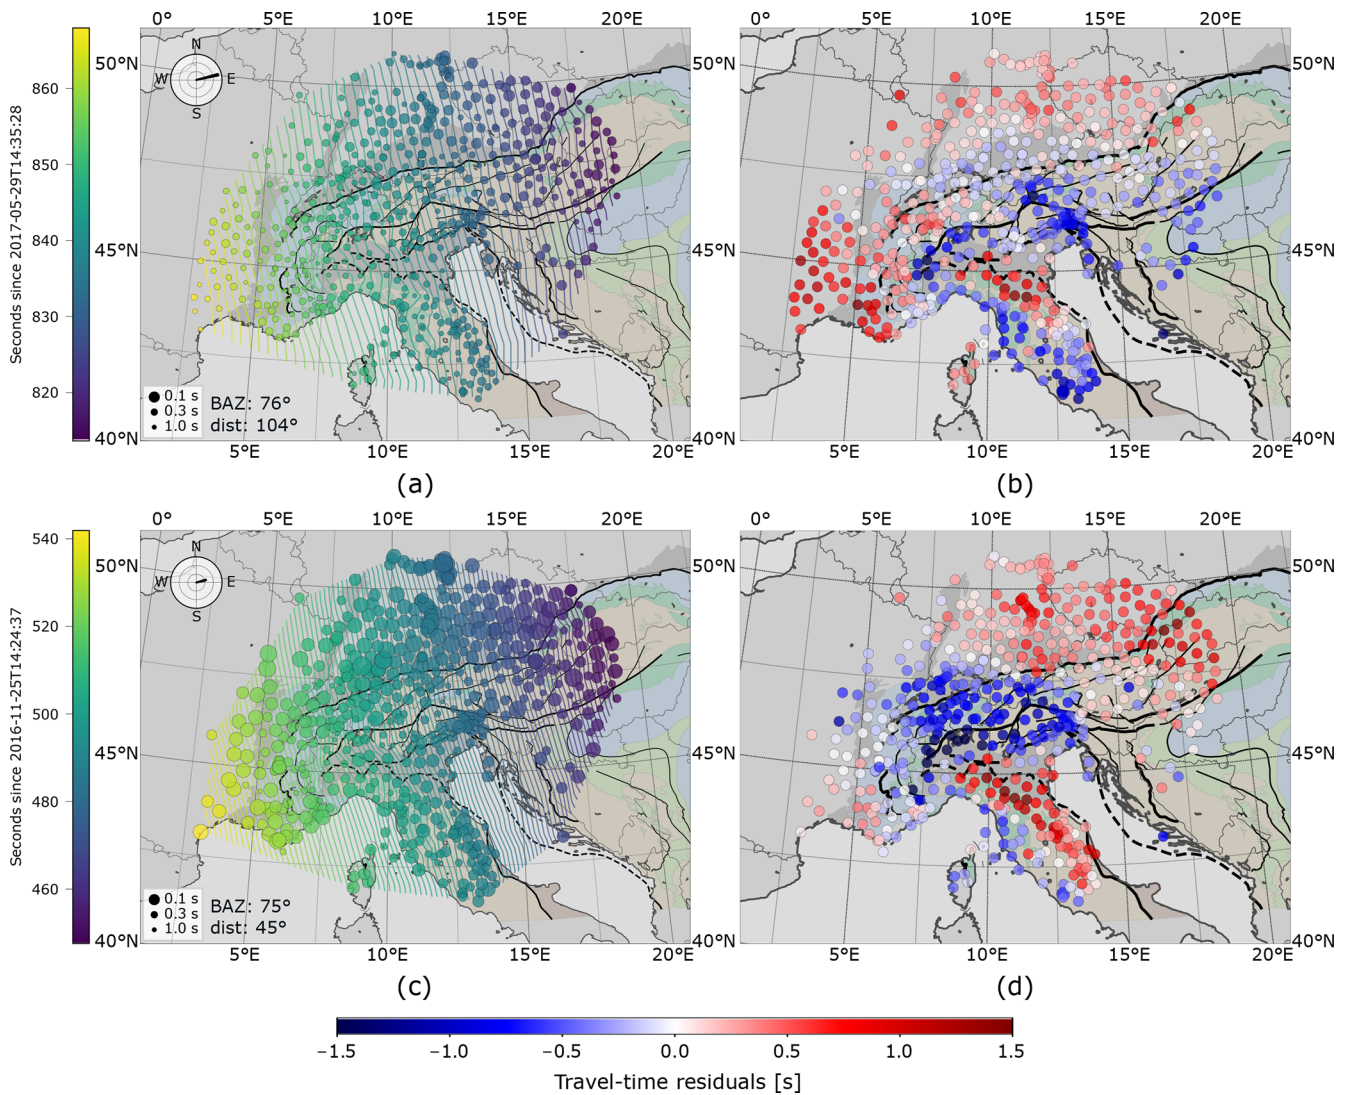 0° 5°E 10°E 15°E 20°E
0° 5°E 10°E 15°E 20°E
N
W E
S
50°N
50°N
50°N
860
850
840
830
820
Seconds since 2017-05-29T14:35:28
45°N
45°N
45°N
0.1 s
0.3 s
1.0 s
BAZ: 76°
dist: 104°
40°N
40°N
40°N
5°E 10°E 15°E 20°E
5°E 10°E 15°E 20°E
(a)
(b)
0° 5°E 10°E 15°E 20°E
0° 5°E 10°E 15°E 20°E
N
W E
S
50°N
50°N
50°N
540
520
500
480
460
Seconds since 2016-11-25T14:24:37
45°N
45°N
45°N
0.1 s
0.3 s
1.0 s
BAZ: 75°
dist: 45°
40°N
40°N
40°N
5°E 10°E 15°E 20°E
5°E 10°E 15°E 20°E
(c)
(d)
−1.5 −1.0 −0.5 0.0 0.5 1.0 1.5
Travel-time residuals [s]